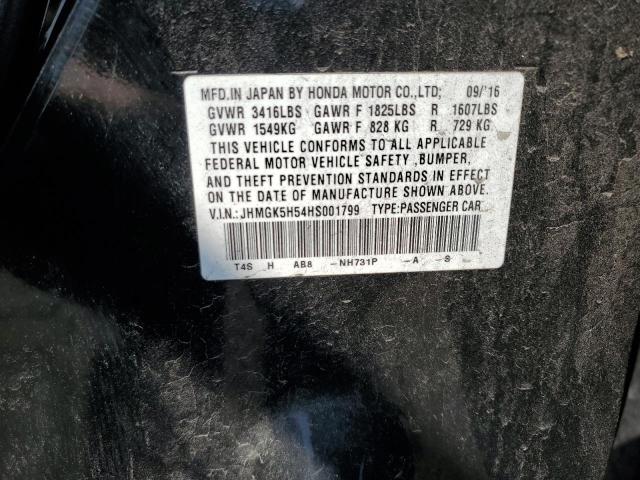 MFD.IN JAPAN BY HONDA MOTOR CO.,LTD; 09/'16
GVWR 3416LBS GAWR F 1825LBS R 1607LBS
GVWR 1549KG GAWR F 828 KG R 729 KG
THIS VEHICLE CONFORMS TO ALL APPLICABLE
FEDERAL MOTOR VEHICLE SAFETY ,BUMPER,
AND THEFT PREVENTION STANDARDS IN EFFECT
ON THE DATE OF MANUFACTURE SHOWN ABOVE.
V.I.N.:JHMGK5H54HS001799 TYPE:PASSENGER CAR
T4S H AB8 -NH731P -A -S